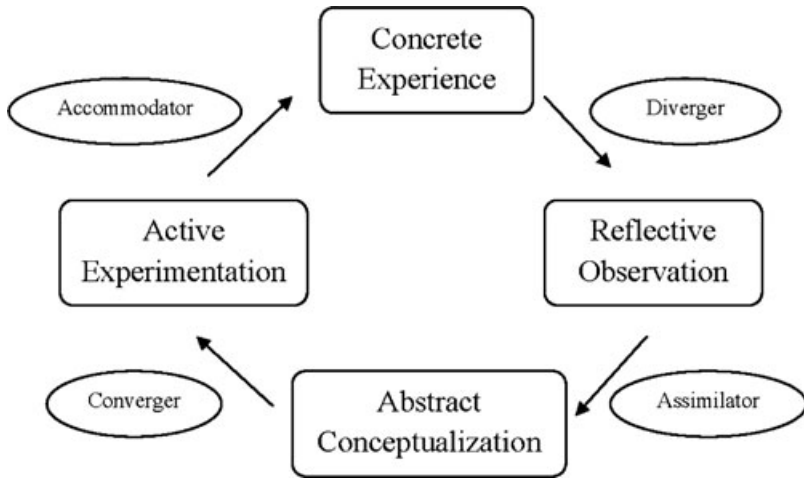 Concrete
Experience
Accommodator
Diverger
Active
Experimentation
Reflective
Observation
Converger
Abstract
Conceptualization
Assimilator